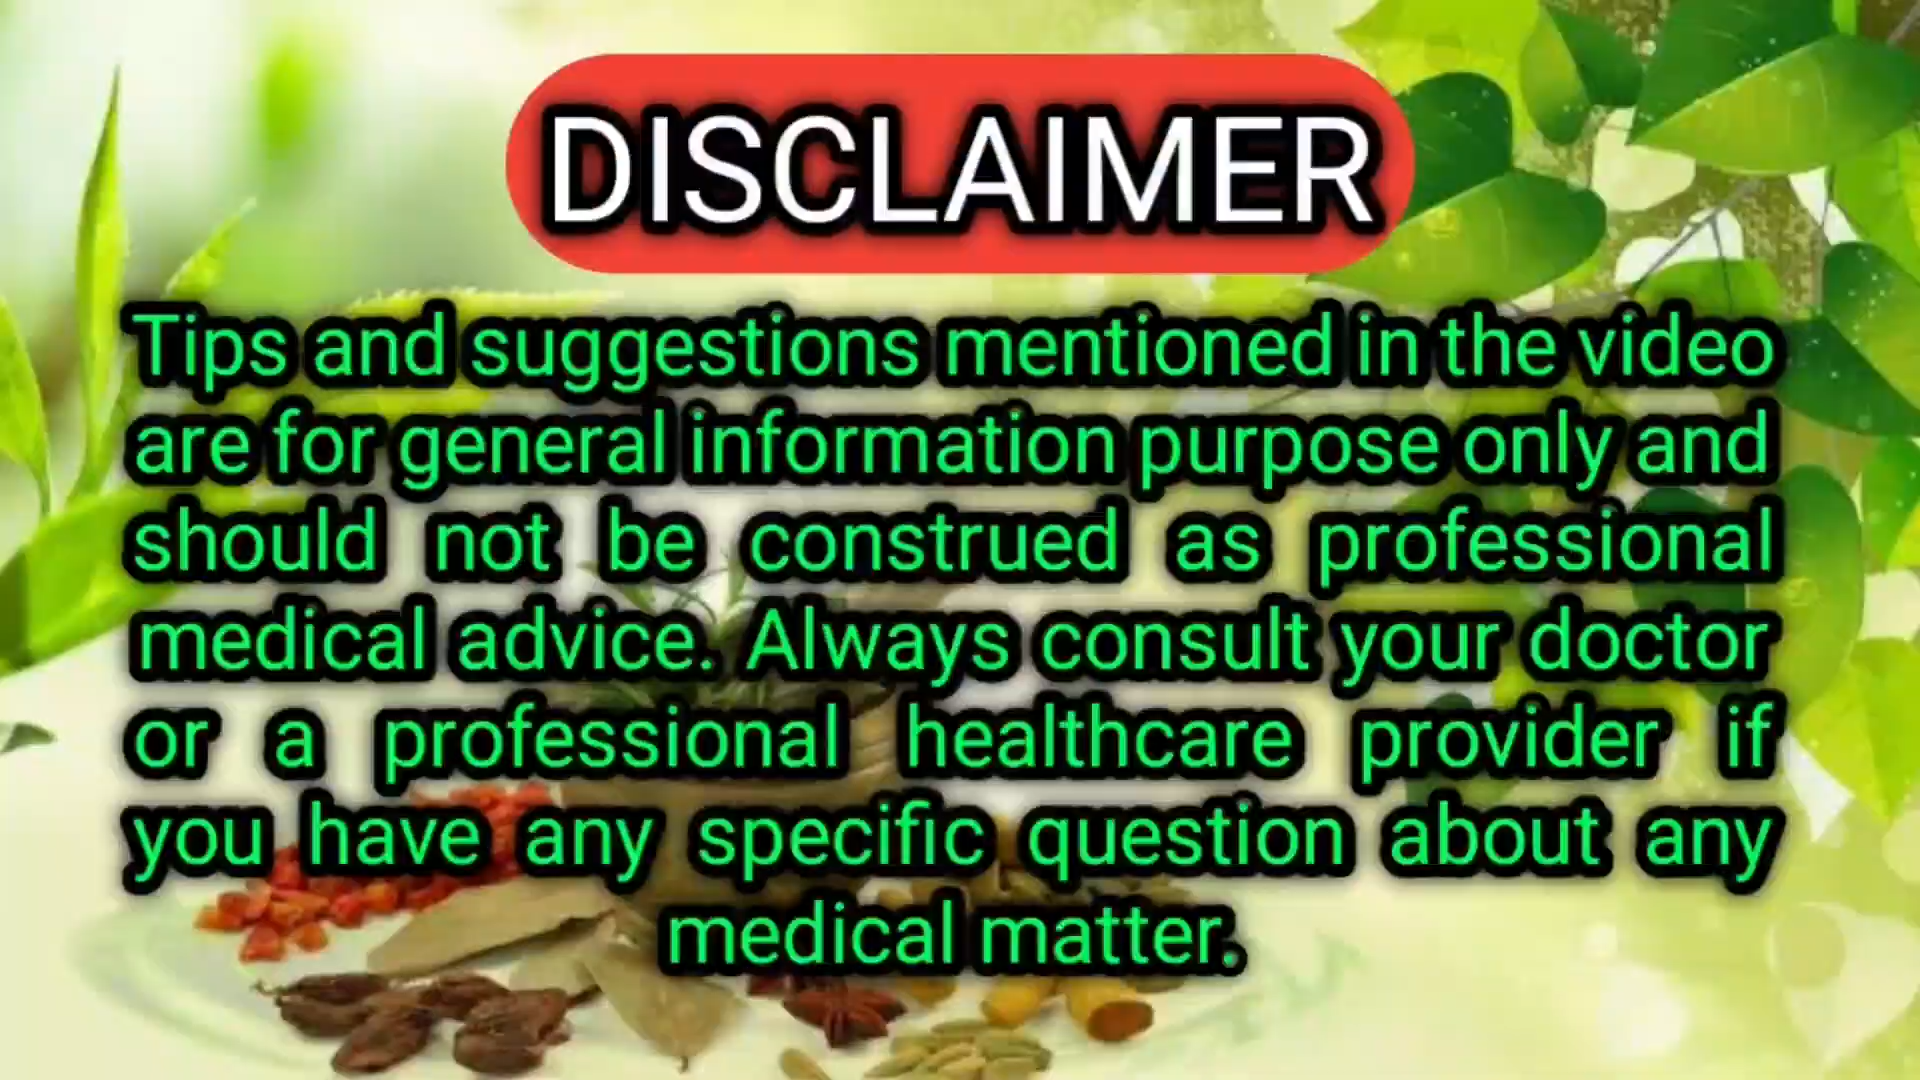 DISCLAIMER
Tips and suggestions mentioned in the video
are for general information purpose only and
should not be construed as professional
medical advice. Always consult your doctor
or a professional healthcare provider if
you have any specific question about any
medical matter.